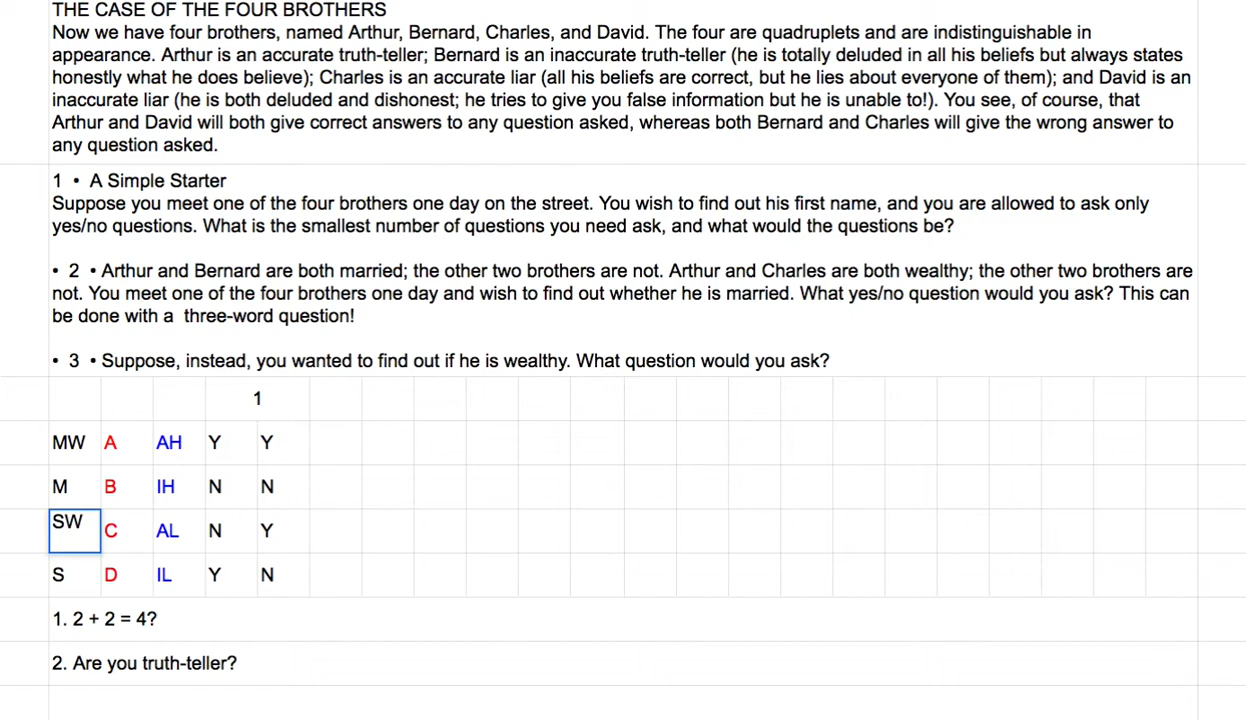 THE CASE OF THE FOUR BROTHERS
Now we have four brothers, named Arthur, Bernard, Charles, and David. The four are quadruplets and are indistinguishable in
appearance. Arthur is an accurate truth-teller; Bernard is an inaccurate truth-teller (he is totally deluded in all his beliefs but always states
honestly what he does believe); Charles is an accurate liar (all his beliefs are correct, but he lies about everyone of them); and David is an
inaccurate liar (he is both deluded and dishonest; he tries to give you false information but he is unable to!). You see, of course, that
Arthur and David will both give correct answers to any question asked, whereas both Bernard and Charles will give the wrong answer to
any question asked.
1 • A Simple Starter
Suppose you meet one of the four brothers one day on the street. You wish to find out his first name, and you are allowed to ask only
yes/no questions. What is the smallest number of questions you need ask, and what would the questions be?
• 2 • Arthur and Bernard are both married; the other two brothers are not. Arthur and Charles are both wealthy; the other two brothers are
not. You meet one of the four brothers one day and wish to find out whether he is married. What yes/no question would you ask? This can
be done with a three-word question!
• 3 • Suppose, instead, you wanted to find out if he is wealthy. What question would you ask?
1
MW A AH Y Y
M B IH N N
SW C AL N Y
S D IL Y N
1. 2 + 2 = 4?
2. Are you truth-teller?